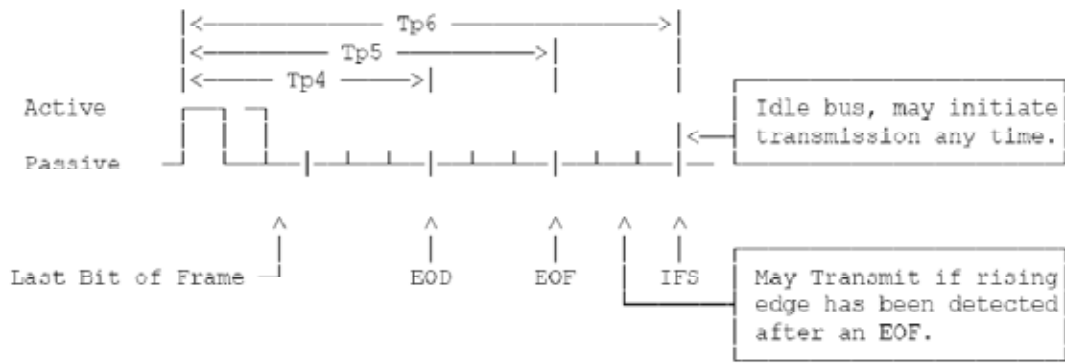 Tp6
Tp5
Tp4
Active
Idle bus, may initiate
transmission any time.
Passive
Last Bit of Frame
EOD
EOF
IFS
May Transmit if rising
edge has been detected
after an EOF.